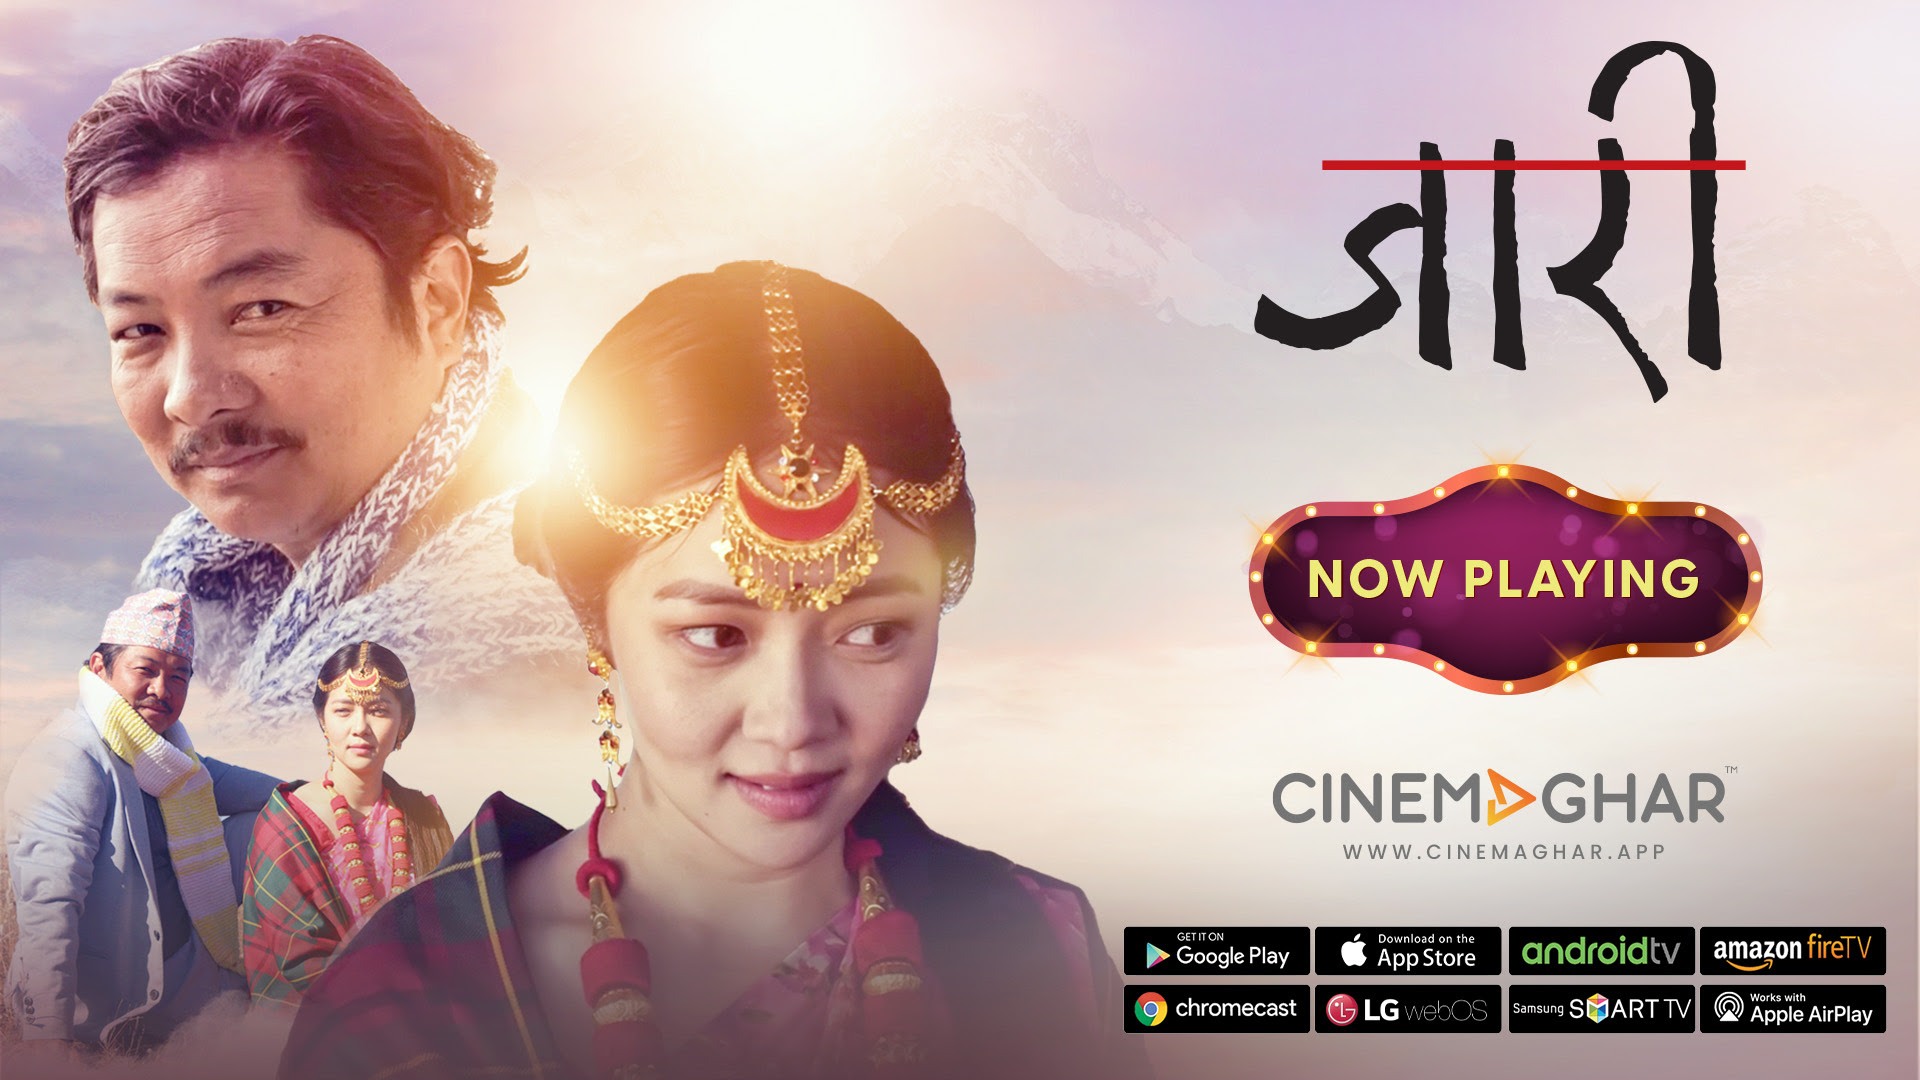 जारी
NOW PLAYING
CINEMAGHAR™
WWW.CINEMAGHAR.APP
GET IT ON
Google Play
Download on the
App Store
androidtv
amazon fireTV
chromecast
LG webOS
Samsung SMART TV
Works with
Apple AirPlay